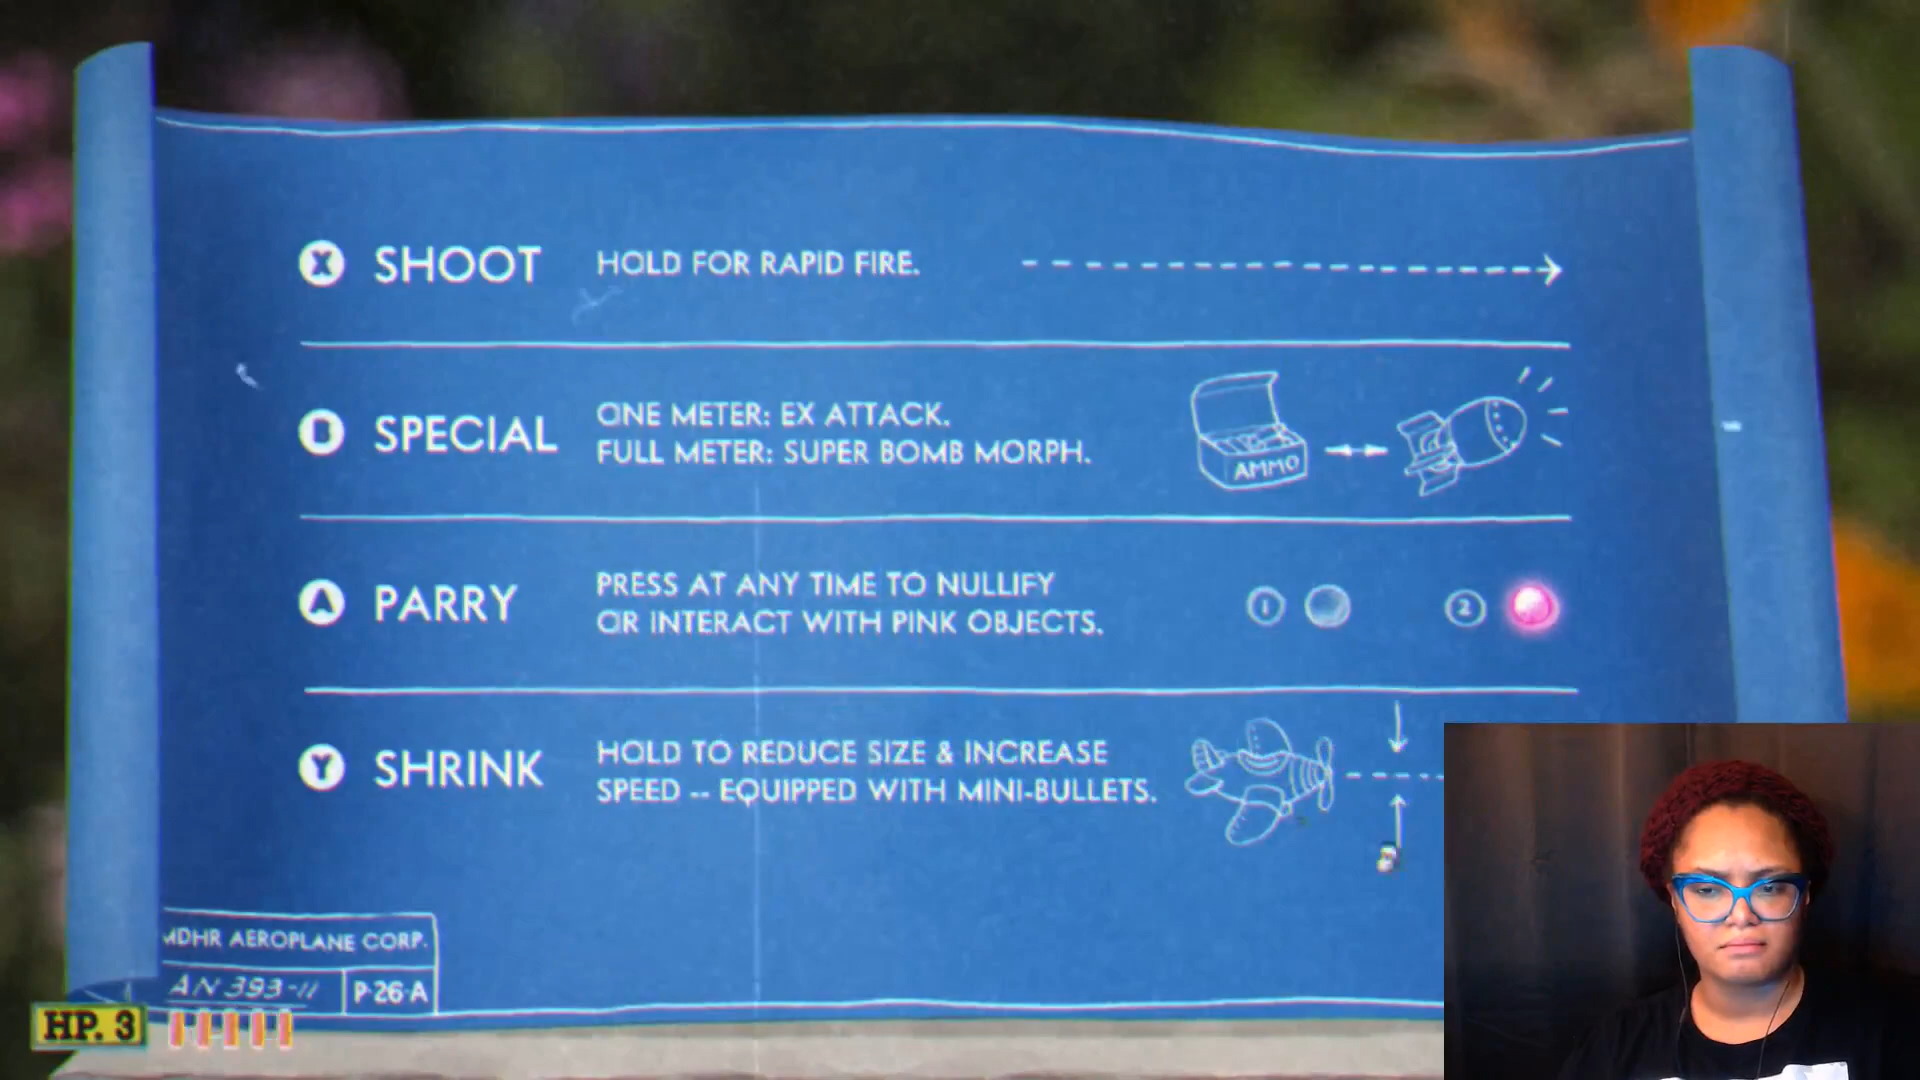 X SHOOT HOLD FOR RAPID FIRE.
B SPECIAL ONE METER: EX ATTACK.
FULL METER: SUPER BOMB MORPH.
AMMO
A PARRY PRESS AT ANY TIME TO NULLIFY
OR INTERACT WITH PINK OBJECTS.
1 2
Y SHRINK HOLD TO REDUCE SIZE & INCREASE
SPEED -- EQUIPPED WITH MINI-BULLETS.
MDHR AEROPLANE CORP.
AN 393-11 P-26-A
HP. 3